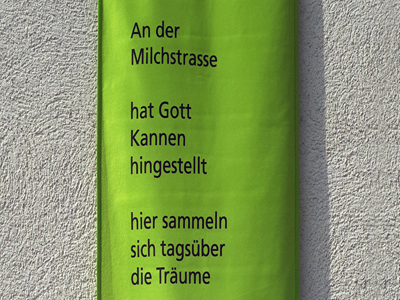 An der
Milchstrasse
hat Gott
Kannen
hingestellt
hier sammeln
sich tagsüber
die Träume